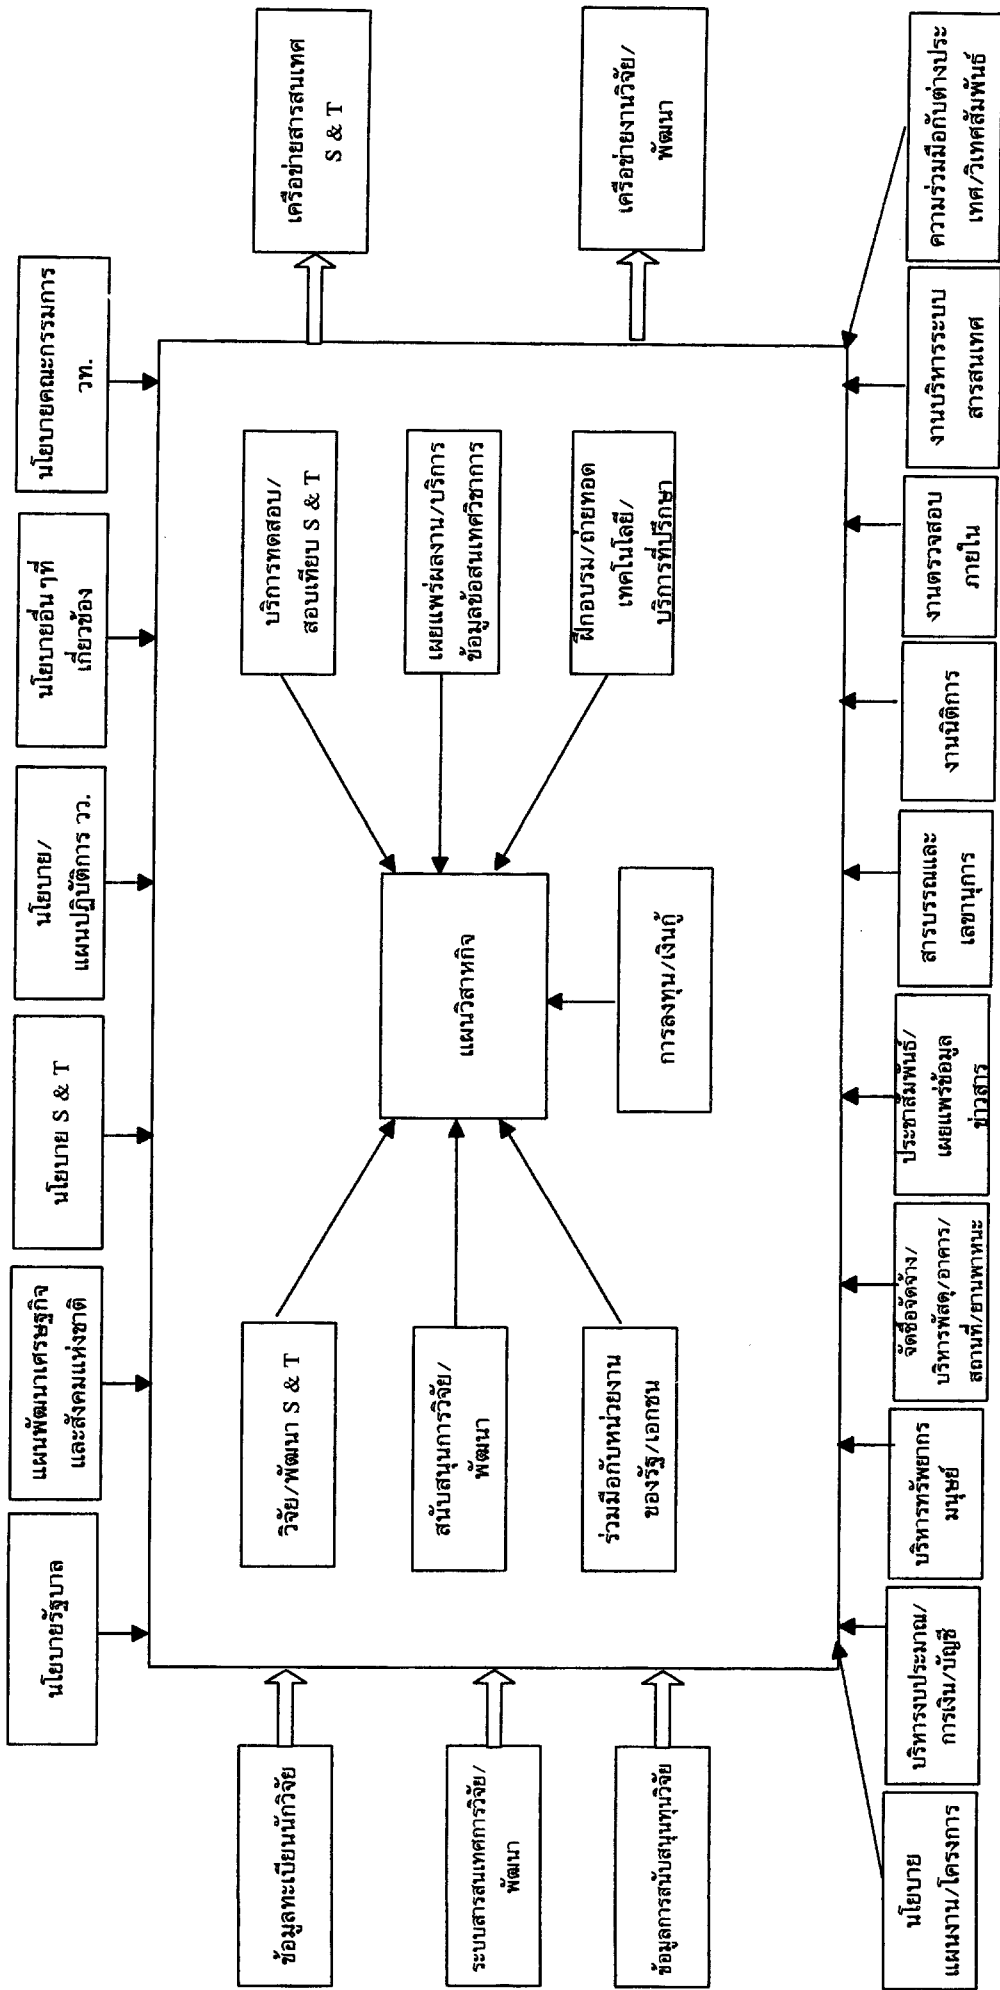 นโยบายรัฐบาล
แผนพัฒนาเศรษฐกิจ
และสังคมแห่งชาติ
นโยบาย S & T
นโยบาย/
แผนปฏิบัติการ วว.
นโยบายอื่น ๆที่
เกี่ยวข้อง
นโยบายคณะกรรมการ
วท.
ข้อมูลทะเบียนนักวิจัย
ระบบสารสนเทศการวิจัย/
พัฒนา
ข้อมูลการสนับสนุนทุนวิจัย
วิจัย/พัฒนา S & T
สนับสนุนการวิจัย/
พัฒนา
ร่วมมือกับหน่วยงาน
ของรัฐ/เอกชน
แผนวิสาหกิจ
การลงทุน/เงินกู้
บริการทดสอบ/
สอบเทียบ S & T
เผยแพร่ผลงาน/บริการ
ข้อมูลข้อสนเทศวิชาการ
ฝึกอบรม/ถ่ายทอด
เทคโนโลยี/
บริการที่ปรึกษา
เครือข่ายสารสนเทศ
S & T
เครือข่ายงานวิจัย/
พัฒนา
นโยบาย
แผนงาน/โครงการ
บริหารงบประมาณ/
การเงิน/บัญชี
บริหารทรัพยากร
มนุษย์
จัดซื้อจัดจ้าง/
บริหารพัสดุ/อาคาร/
สถานที่/ยานพาหนะ
ประชาสัมพันธ์/
เผยแพร่ข้อมูล
ข่าวสาร
สารบรรณและ
เลขานุการ
งานนิติการ
งานตรวจสอบ
ภายใน
งานบริหารระบบ
สารสนเทศ
ความร่วมมือกับต่างประ
เทศ/วิเทศสัมพันธ์